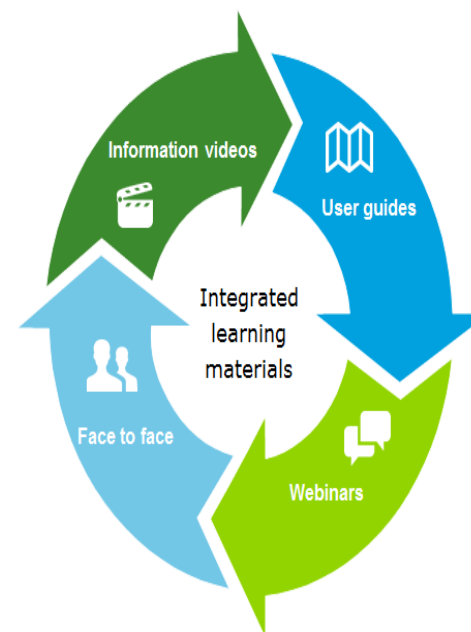 Information videos
User guides
Integrated
learning
materials
Face to face
Webinars